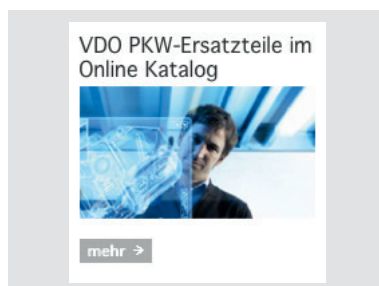 VDO PKW-Ersatzteile im
Online Katalog
mehr →